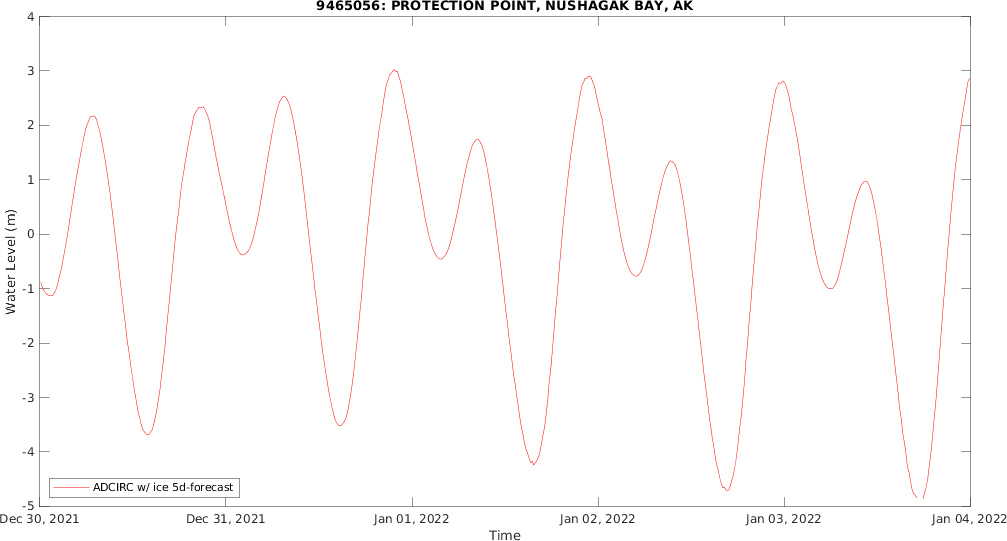 9465056: PROTECTION POINT, NUSHAGAK BAY, AK
4
3
2
1
0
-1
-2
-3
-4
-5
Water Level (m)
ADCIRC w/ ice 5d-forecast
Dec 30, 2021 Dec 31, 2021 Jan 01, 2022 Jan 02, 2022 Jan 03, 2022 Jan 04, 2022
Time